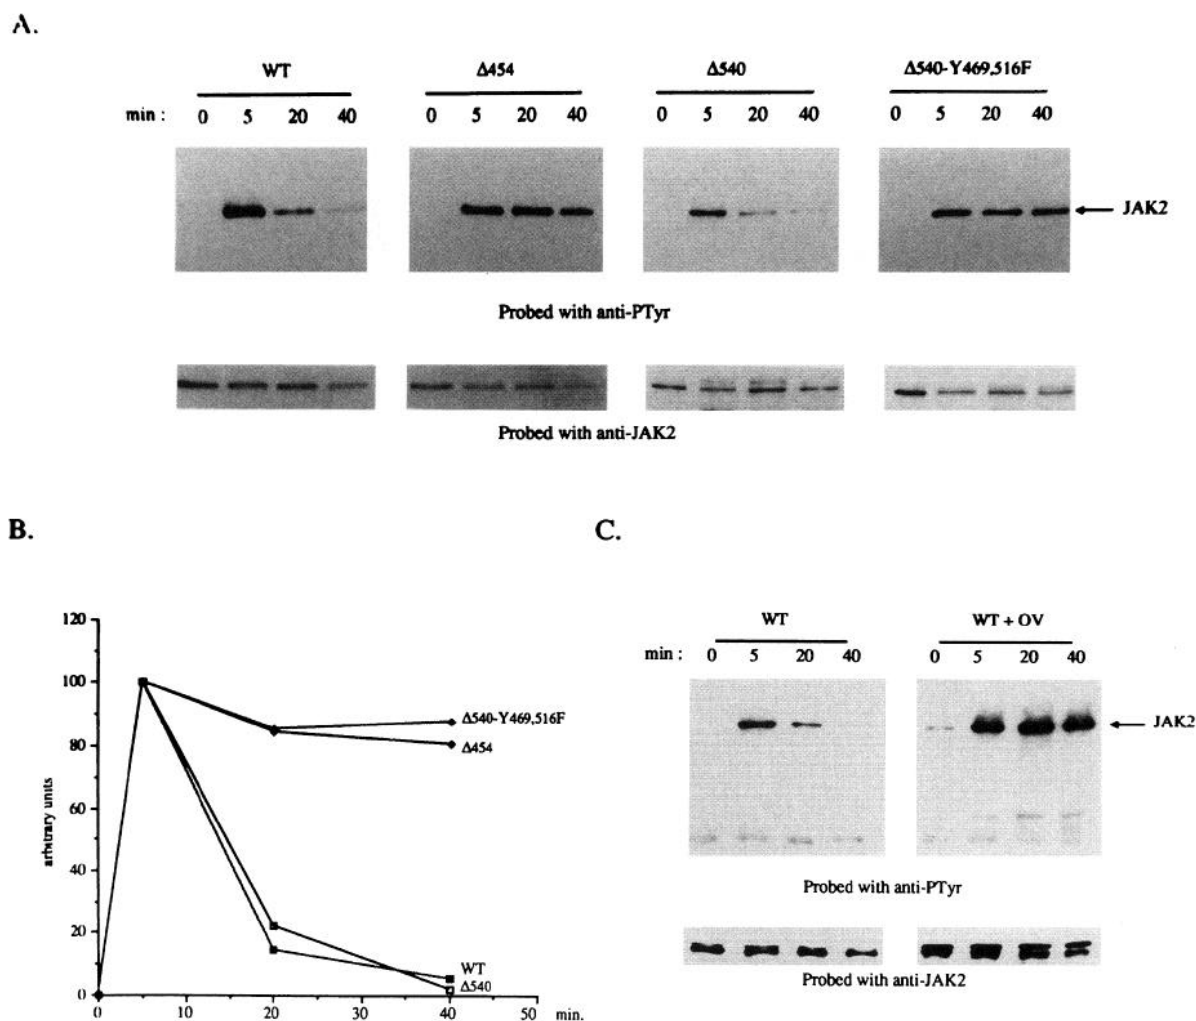 A.
WT Δ454 Δ540 Δ540-Y469,516F
min : 0 5 20 40 0 5 20 40 0 5 20 40 0 5 20 40
JAK2
Probed with anti-PTyr
Probed with anti-JAK2
B.
120
100
80
60
40
20
0
arbitrary units
Δ540-Y469,516F
Δ454
WT
Δ540
0 10 20 30 40 50 min.
C.
WT WT + OV
min : 0 5 20 40 0 5 20 40
JAK2
Probed with anti-PTyr
Probed with anti-JAK2